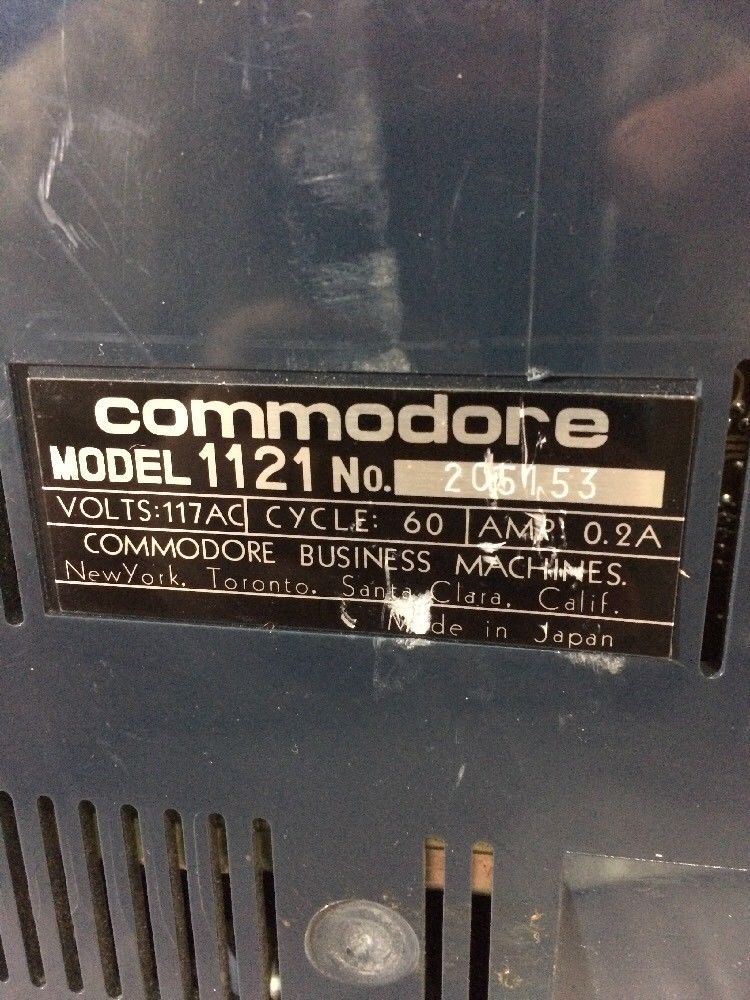 commodore
MODEL 1121 No. 205153
VOLTS:117AC CYCLE: 60 AMP 0.2A
COMMODORE BUSINESS MACHINES.
NewYork. Toronto. Santa Clara, Calif.
Made in Japan